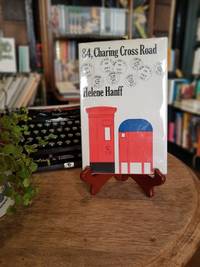 84, Charing Cross Road
Helene Hanff